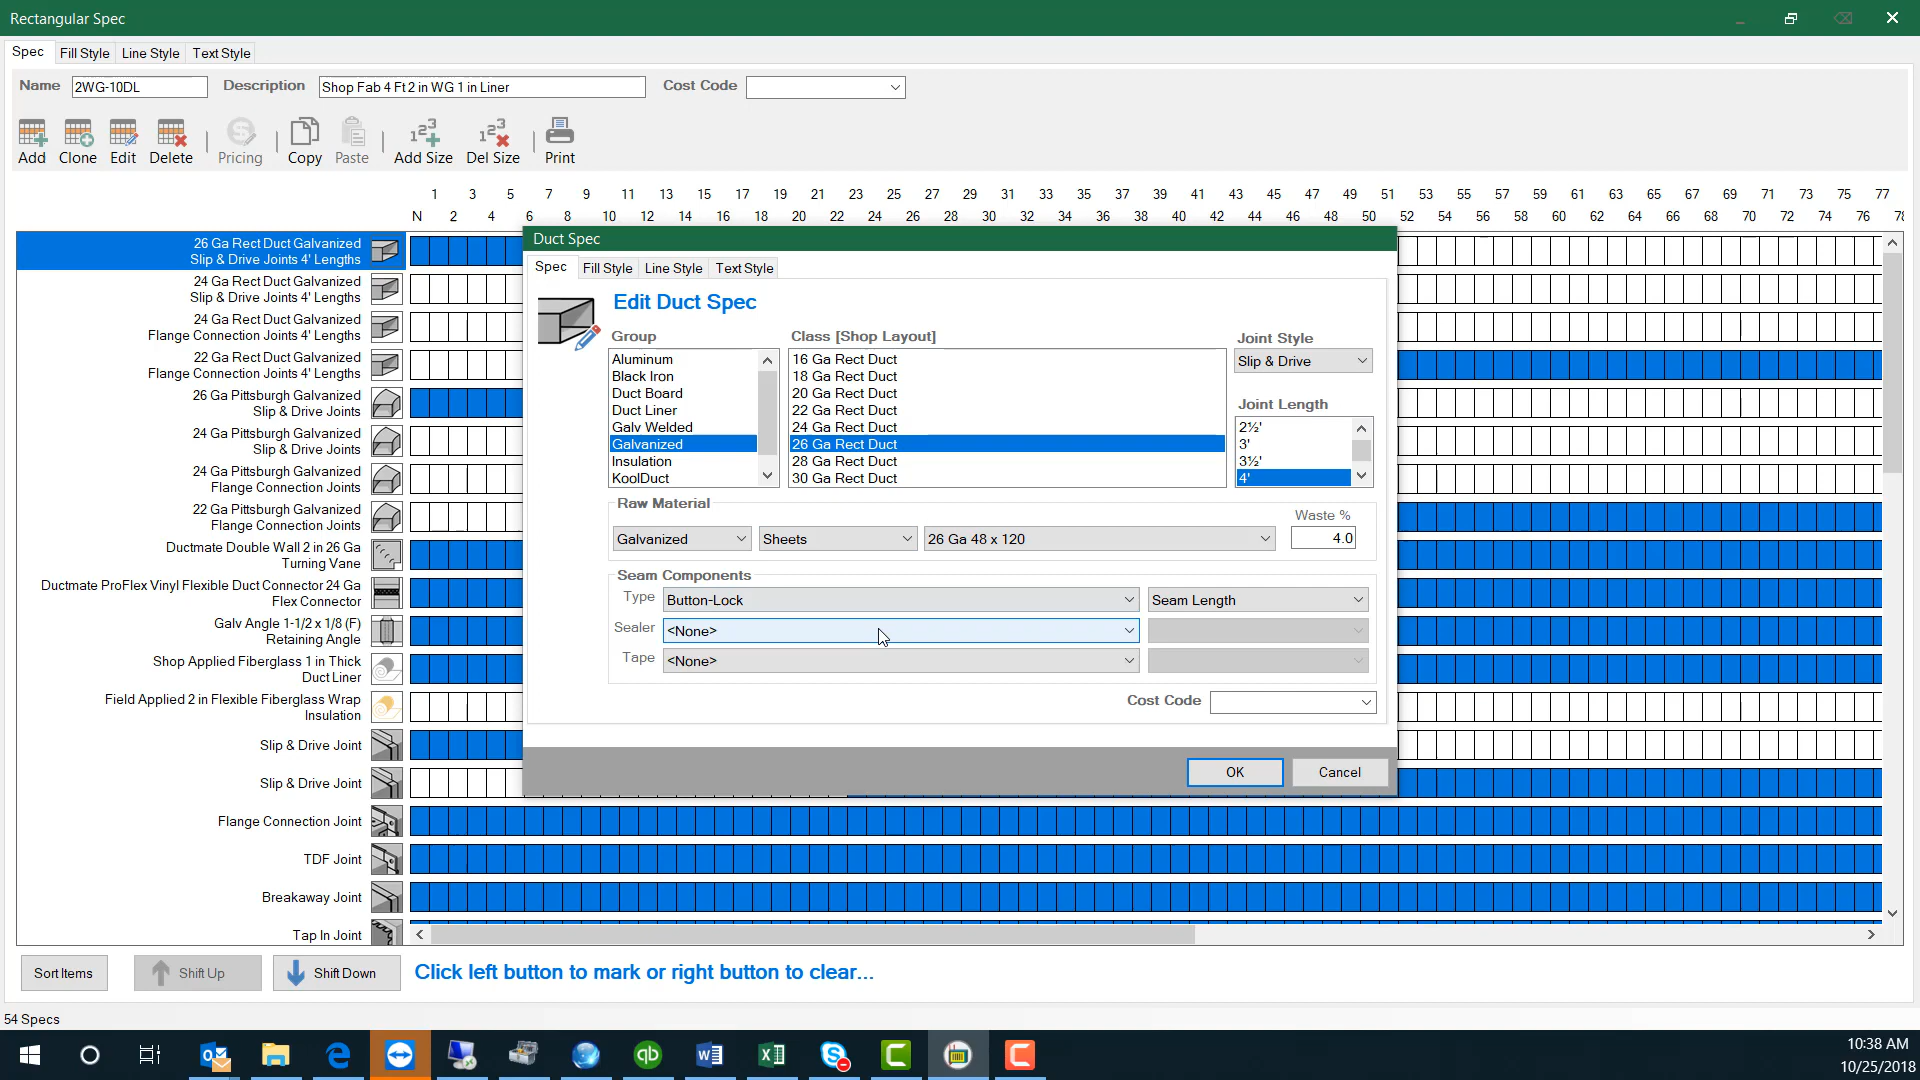 Rectangular Spec
Spec Fill Style Line Style Text Style
Name 2WG-10DL Description Shop Fab 4 Ft 2 in WG 1 in Liner Cost Code
Add Clone Edit Delete Pricing Copy Paste Add Size Del Size Print
1 3 5 7 9 11 13 15 17 19 21 23 25 27 29 31 33 35 37 39 41 43 45 47 49 51 53 55 57 59 61 63 65 67 69 71 73 75 77
N 2 4 6 8 10 12 14 16 18 20 22 24 26 28 30 32 34 36 38 40 42 44 46 48 50 52 54 56 58 60 62 64 66 68 70 72 74 76
26 Ga Rect Duct Galvanized
Slip & Drive Joints 4' Lengths
24 Ga Rect Duct Galvanized
Slip & Drive Joints 4' Lengths
24 Ga Rect Duct Galvanized
Flange Connection Joints 4' Lengths
22 Ga Rect Duct Galvanized
Flange Connection Joints 4' Lengths
26 Ga Pittsburgh Galvanized
Slip & Drive Joints
24 Ga Pittsburgh Galvanized
Slip & Drive Joints
24 Ga Pittsburgh Galvanized
Flange Connection Joints
22 Ga Pittsburgh Galvanized
Flange Connection Joints
Ductmate Double Wall 2 in 26 Ga
Turning Vane
Ductmate ProFlex Vinyl Flexible Duct Connector 24 Ga
Flex Connector
Galv Angle 1-1/2 x 1/8 (F)
Retaining Angle
Shop Applied Fiberglass 1 in Thick
Duct Liner
Field Applied 2 in Flexible Fiberglass Wrap
Insulation
Slip & Drive Joint
Slip & Drive Joint
Flange Connection Joint
TDF Joint
Breakaway Joint
Tap In Joint
Duct Spec
Spec Fill Style Line Style Text Style
Edit Duct Spec
Group
Aluminum
Black Iron
Duct Board
Duct Liner
Galv Welded
Galvanized
Insulation
KoolDuct
Class [Shop Layout]
16 Ga Rect Duct
18 Ga Rect Duct
20 Ga Rect Duct
22 Ga Rect Duct
24 Ga Rect Duct
26 Ga Rect Duct
28 Ga Rect Duct
30 Ga Rect Duct
Joint Style
Slip & Drive
Joint Length
2½'
3'
3½'
4'
Raw Material
Galvanized Sheets 26 Ga 48 x 120
Waste %
4.0
Seam Components
Type Button-Lock Seam Length
Sealer <None>
Tape <None>
Cost Code
OK Cancel
Sort Items Shift Up Shift Down Click left button to mark or right button to clear...
54 Specs
10:38 AM
10/25/2018